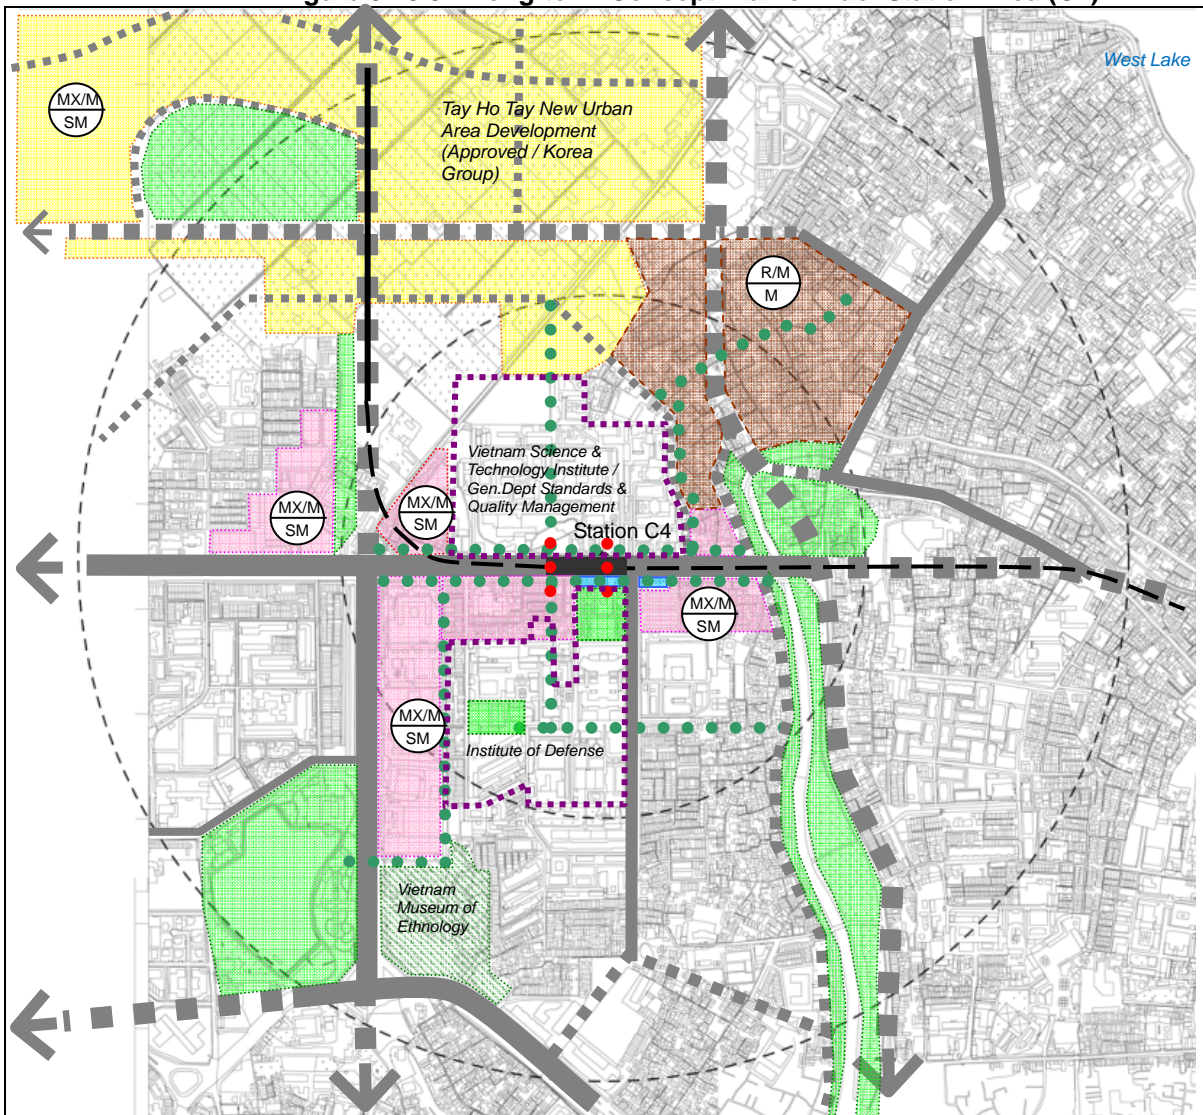 West Lake
MX/M
SM
Tay Ho Tay New Urban
Area Development
(Approved / Korea
Group)
R/M
M
Vietnam Science &
Technology Institute /
Gen.Dept Standards &
Quality Management
MX/M
SM
MX/M
SM
Station C4
MX/M
SM
MX/M
SM
Institute of Defense
Vietnam
Museum of
Ethnology